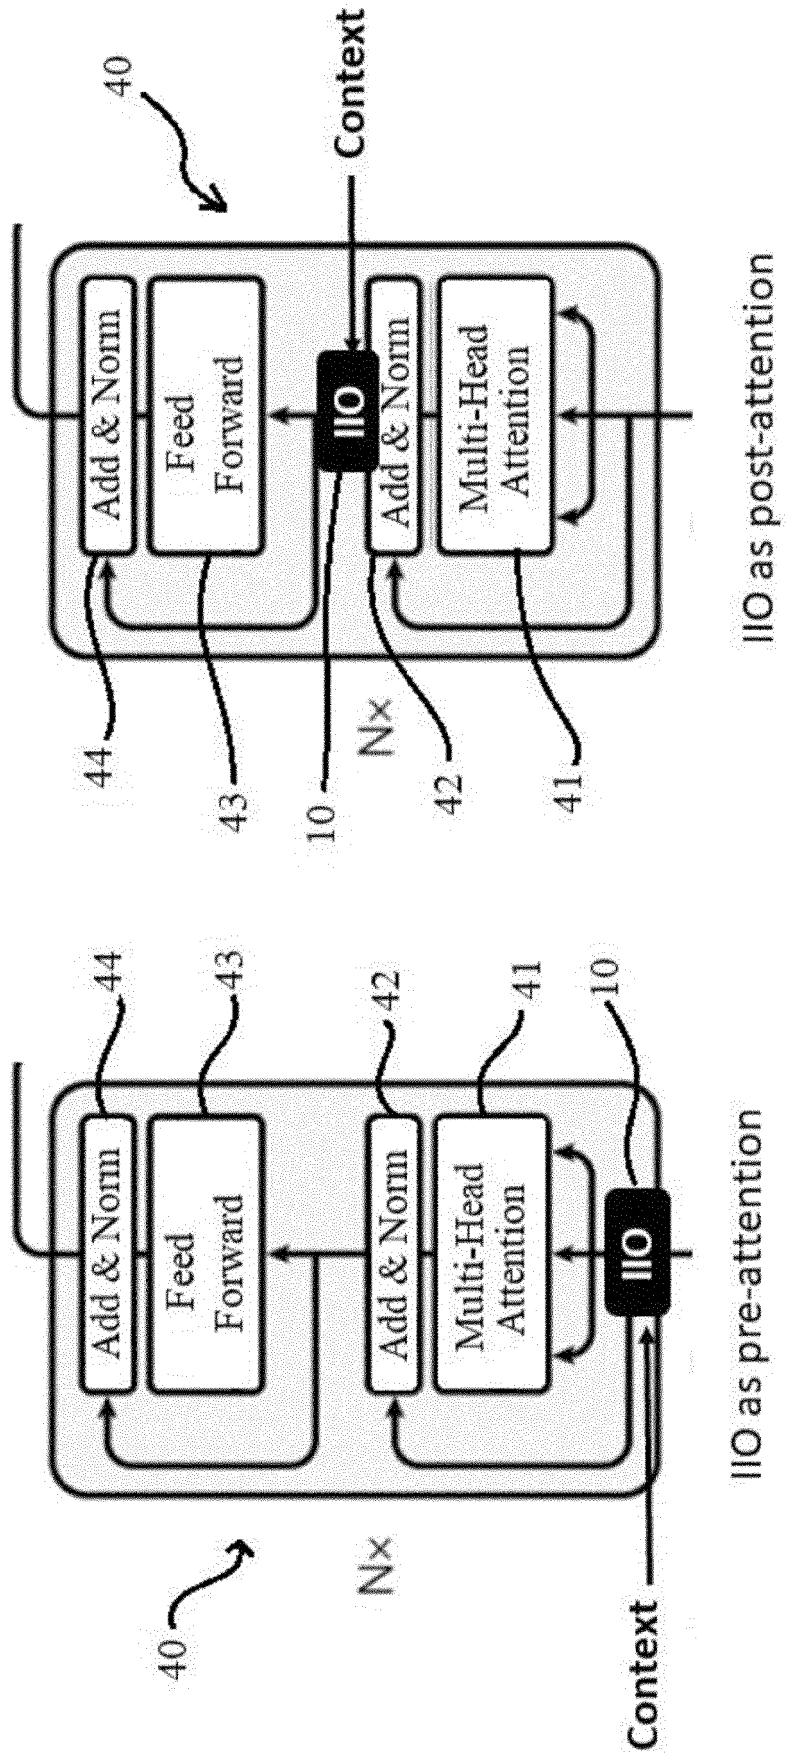 40
Nx
Add & Norm
44
Feed
Forward
43
Add & Norm
42
Multi-Head
Attention
41
IIO
10
Context
IIO as pre-attention
44
43
10
Nx
42
41
Add & Norm
Feed
Forward
IIO
Add & Norm
Multi-Head
Attention
40
Context
IIO as post-attention